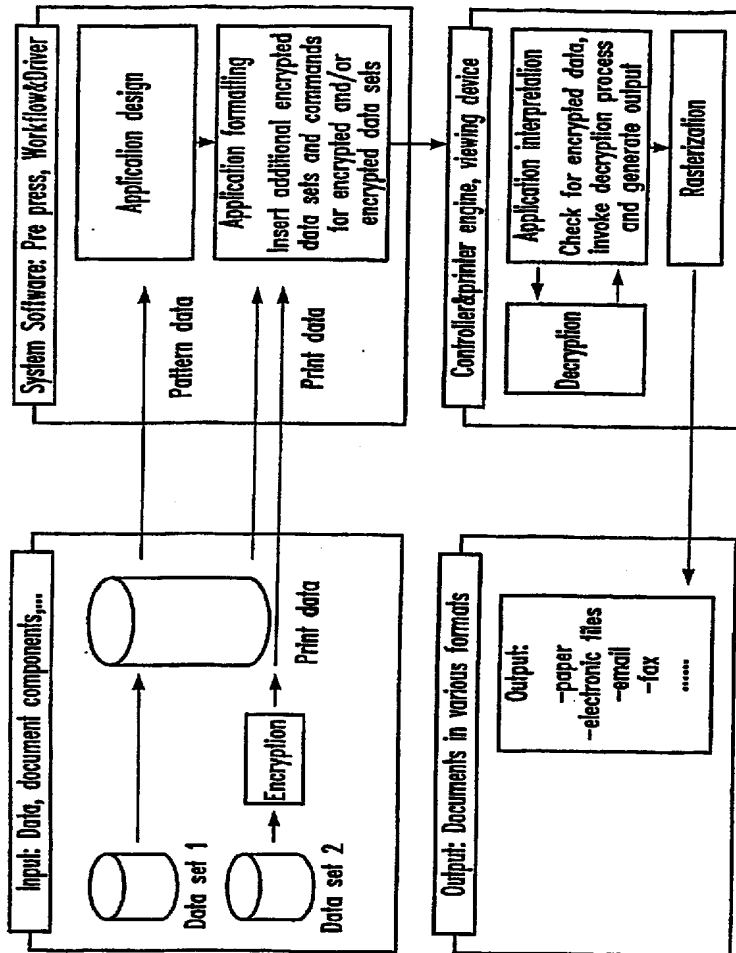 Input: Data, document components,...
Data set 1
Data set 2
Encryption
Print data
System Software: Pre press, Workflow&Driver
Pattern data
Print data
Application design
Application formatting
Insert additional encrypted
data sets and commands
for encrypted and/or
encrypted data sets
Output: Documents in various formats
Output:
-paper
-electronic files
-email
-fax
......
Controller&printer engine, viewing device
Decryption
Application interpretation
Check for encrypted data,
invoke decryption process
and generate output
Rasterization